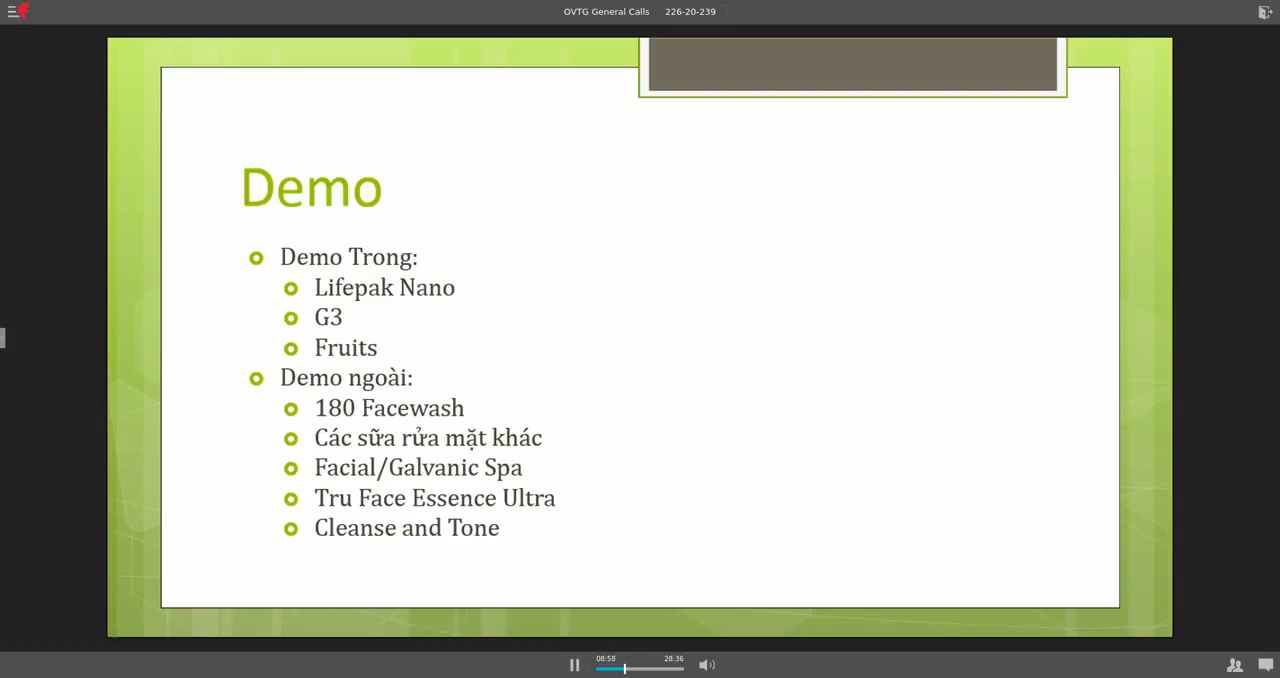 OVTG General Calls 226-20-239
Demo
Demo Trong:
Lifepak Nano
G3
Fruits
Demo ngoài:
180 Facewash
Các sữa rửa mặt khác
Facial/Galvanic Spa
Tru Face Essence Ultra
Cleanse and Tone
08:58 28:36